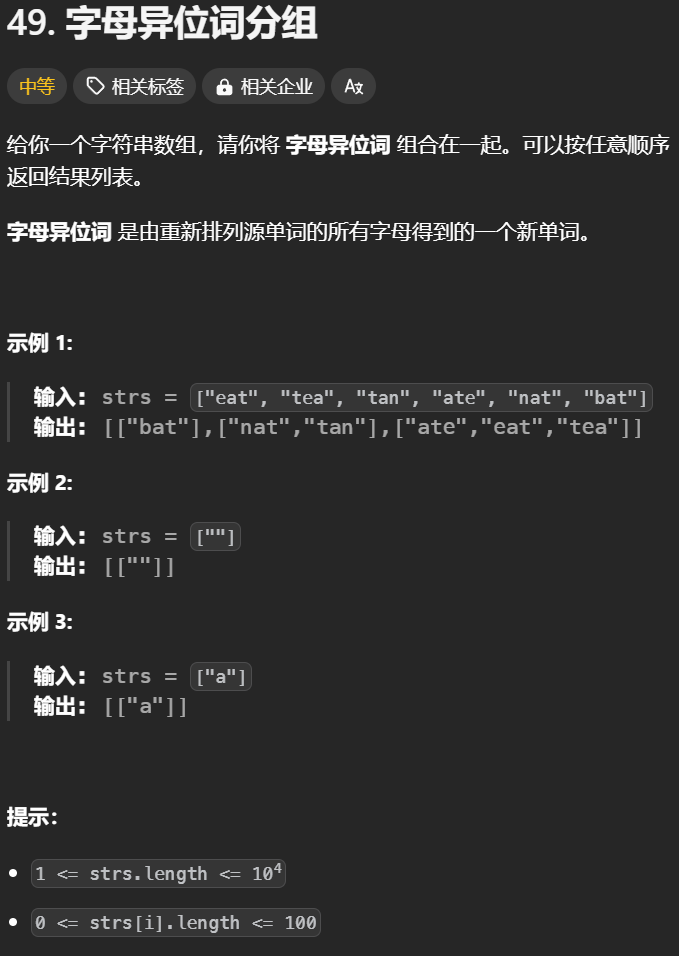 49. 字母异位词分组
中等 相关标签 相关企业 Aあ
给你一个字符串数组，请你将 字母异位词 组合在一起。可以按任意顺序
返回结果列表。
字母异位词 是由重新排列源单词的所有字母得到的一个新单词。
示例 1:
输入: strs = ["eat", "tea", "tan", "ate", "nat", "bat"]
输出: [["bat"],["nat","tan"],["ate","eat","tea"]]
示例 2:
输入: strs = [""]
输出: [[""]]
示例 3:
输入: strs = ["a"]
输出: [["a"]]
提示：
1 <= strs.length <= 10⁴
0 <= strs[i].length <= 100